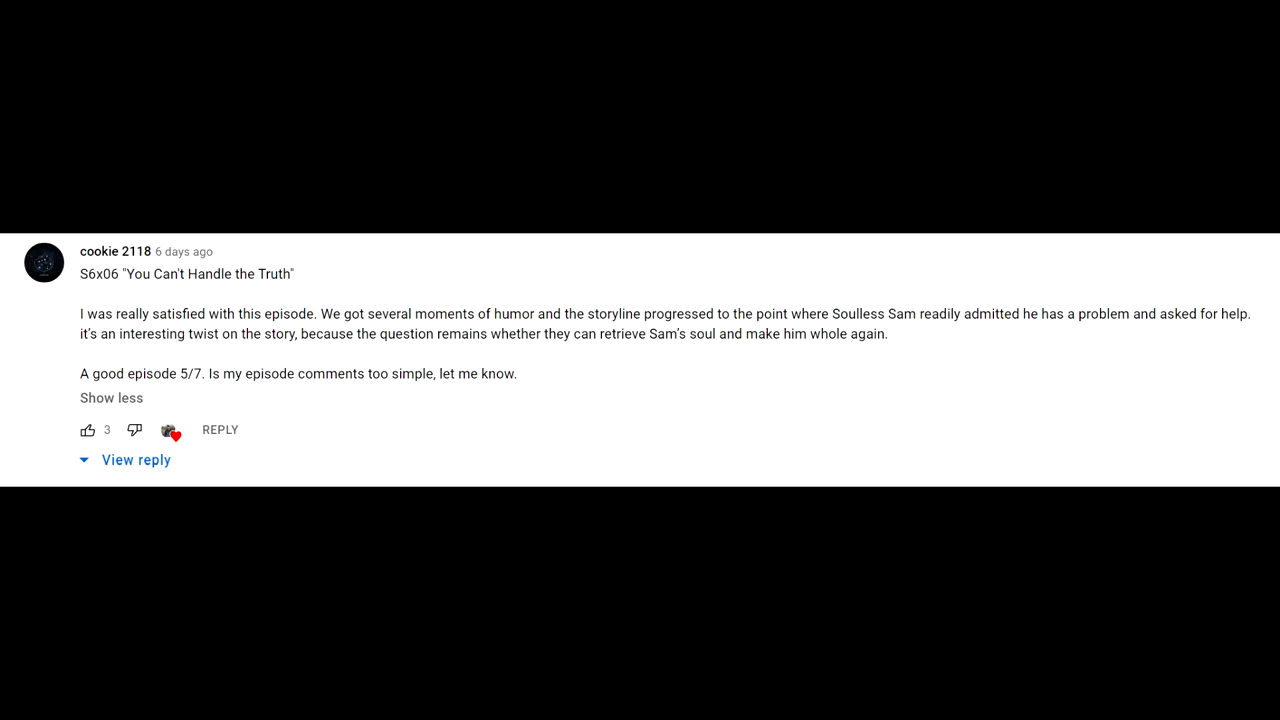 cookie 2118 6 days ago
S6x06 "You Can't Handle the Truth"
I was really satisfied with this episode. We got several moments of humor and the storyline progressed to the point where Soulless Sam readily admitted he has a problem and asked for help.
it’s an interesting twist on the story, because the question remains whether they can retrieve Sam’s soul and make him whole again.
A good episode 5/7. Is my episode comments too simple, let me know.
Show less
3 REPLY
View reply